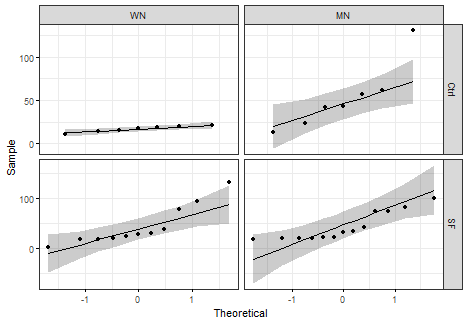 WN MN
100
50
0
Ctrl
Sample
100
0
SF
-1 0 1 -1 0 1
Theoretical